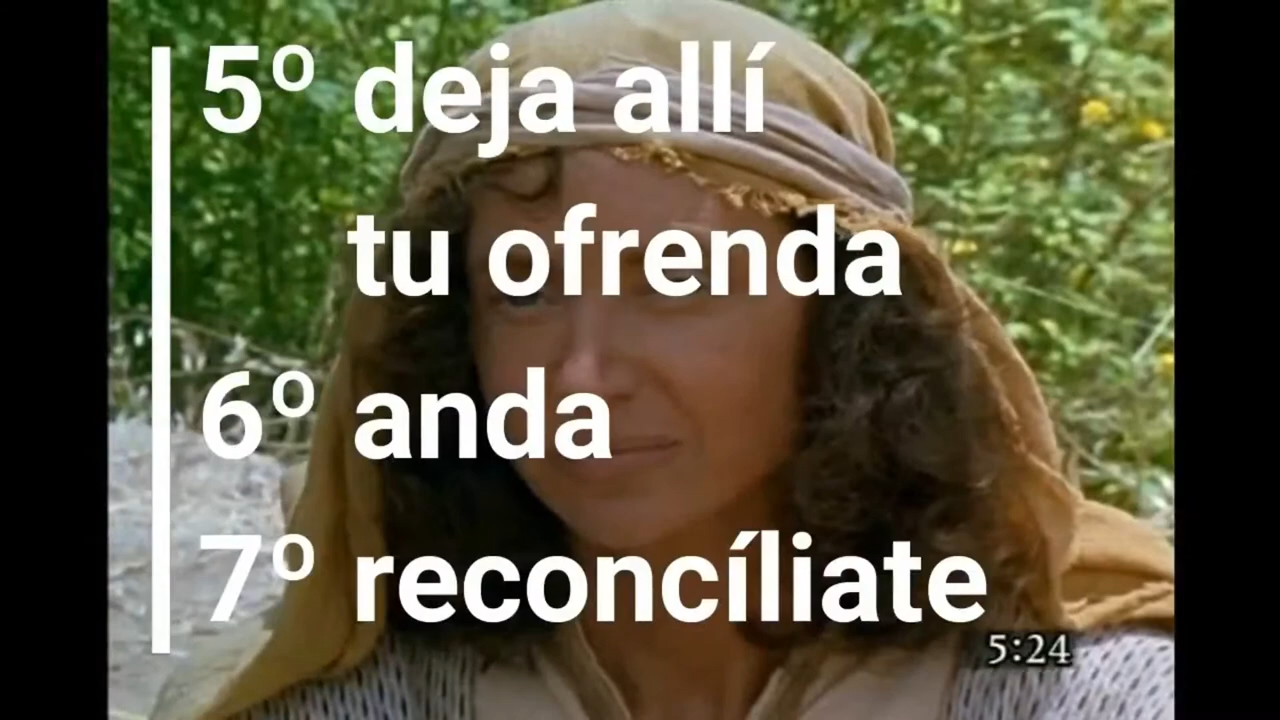 5º deja allí
tu ofrenda
6º anda
7º reconcíliate
5:24